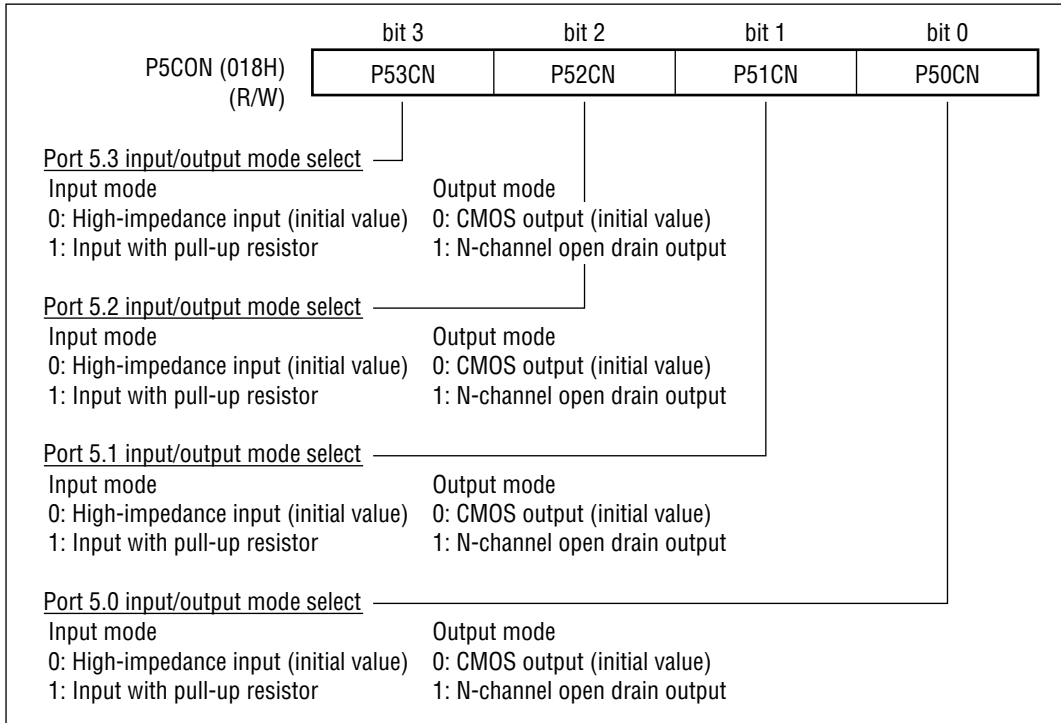 bit 3 bit 2 bit 1 bit 0
P5CON (018H) P53CN P52CN P51CN P50CN
(R/W)
Port 5.3 input/output mode select
Input mode Output mode
0: High-impedance input (initial value) 0: CMOS output (initial value)
1: Input with pull-up resistor 1: N-channel open drain output
Port 5.2 input/output mode select
Input mode Output mode
0: High-impedance input (initial value) 0: CMOS output (initial value)
1: Input with pull-up resistor 1: N-channel open drain output
Port 5.1 input/output mode select
Input mode Output mode
0: High-impedance input (initial value) 0: CMOS output (initial value)
1: Input with pull-up resistor 1: N-channel open drain output
Port 5.0 input/output mode select
Input mode Output mode
0: High-impedance input (initial value) 0: CMOS output (initial value)
1: Input with pull-up resistor 1: N-channel open drain output